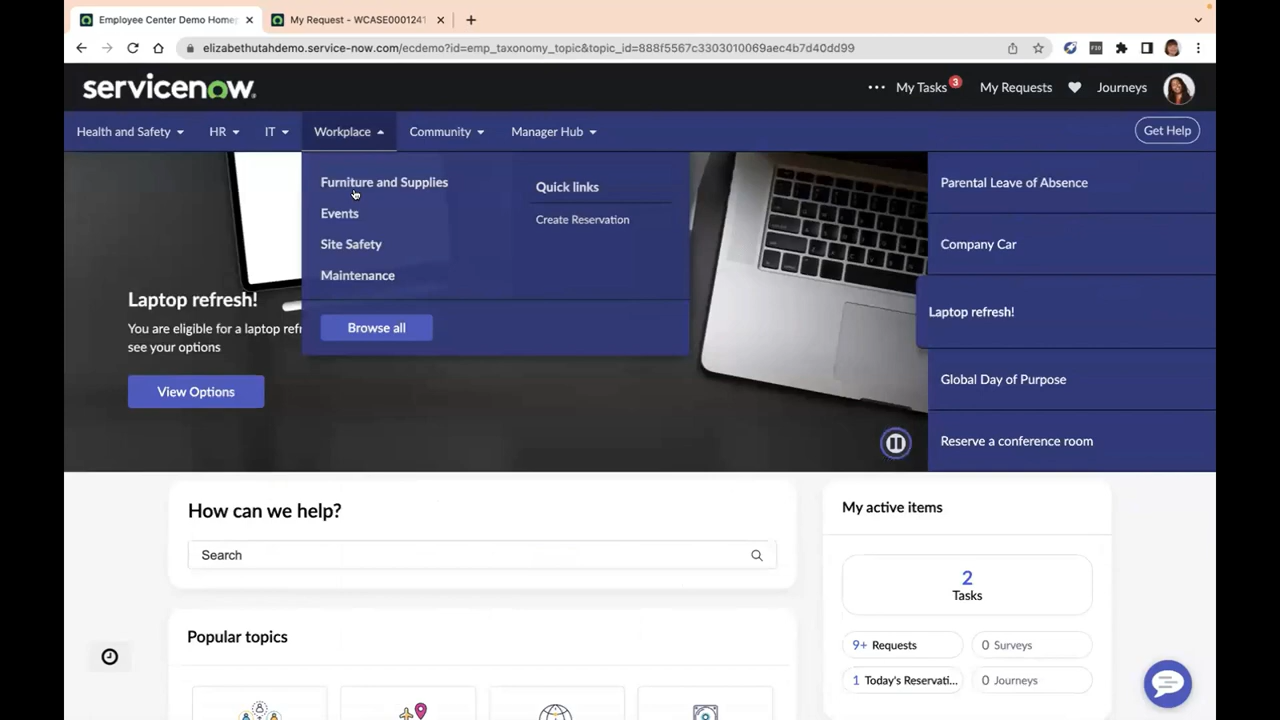 Employee Center Demo Home
My Request - WCASE0001241
elizabethutahdemo.service-now.com/ecdemo?id=emp_taxonomy_topic&topic_id=888f5567c3303010069aec4b7d40dd99
servicenow
My Tasks 3
My Requests
Journeys
Health and Safety
HR
IT
Workplace
Community
Manager Hub
Get Help
Furniture and Supplies
Events
Site Safety
Maintenance
Browse all
Quick links
Create Reservation
Laptop refresh!
You are eligible for a laptop refr
see your options
View Options
Parental Leave of Absence
Company Car
Laptop refresh!
Global Day of Purpose
Reserve a conference room
How can we help?
Search
Popular topics
My active items
2
Tasks
9+ Requests
0 Surveys
1 Today's Reservati...
0 Journeys